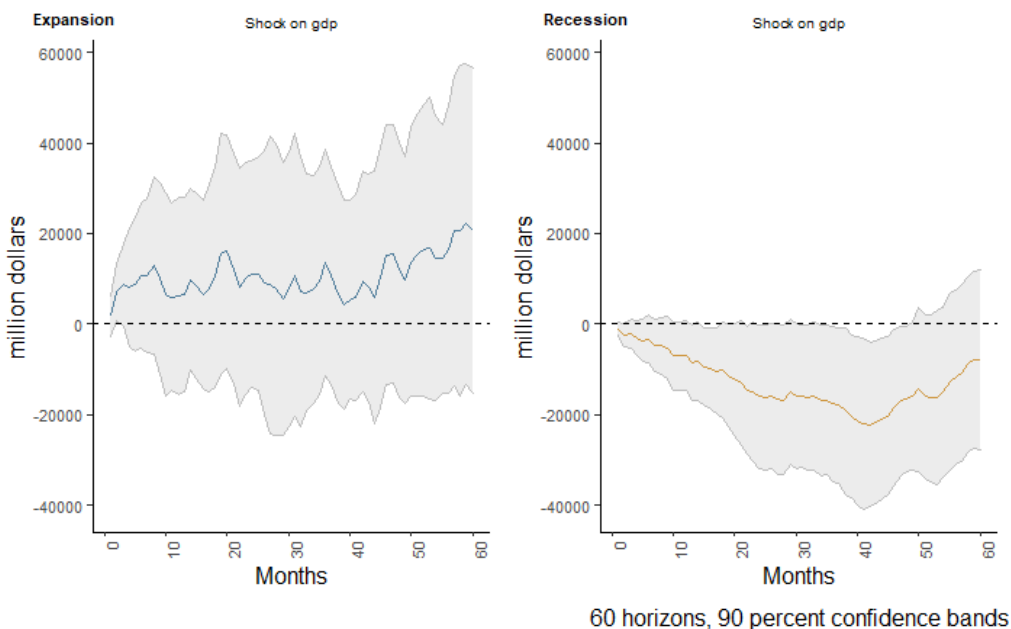 Expansion
Shock on gdp
Recession
Shock on gdp
60000
40000
20000
0
-20000
-40000
million dollars
0
10
20
30
40
50
60
Months
60000
40000
20000
0
-20000
-40000
million dollars
0
10
20
30
40
50
60
Months
60 horizons, 90 percent confidence bands